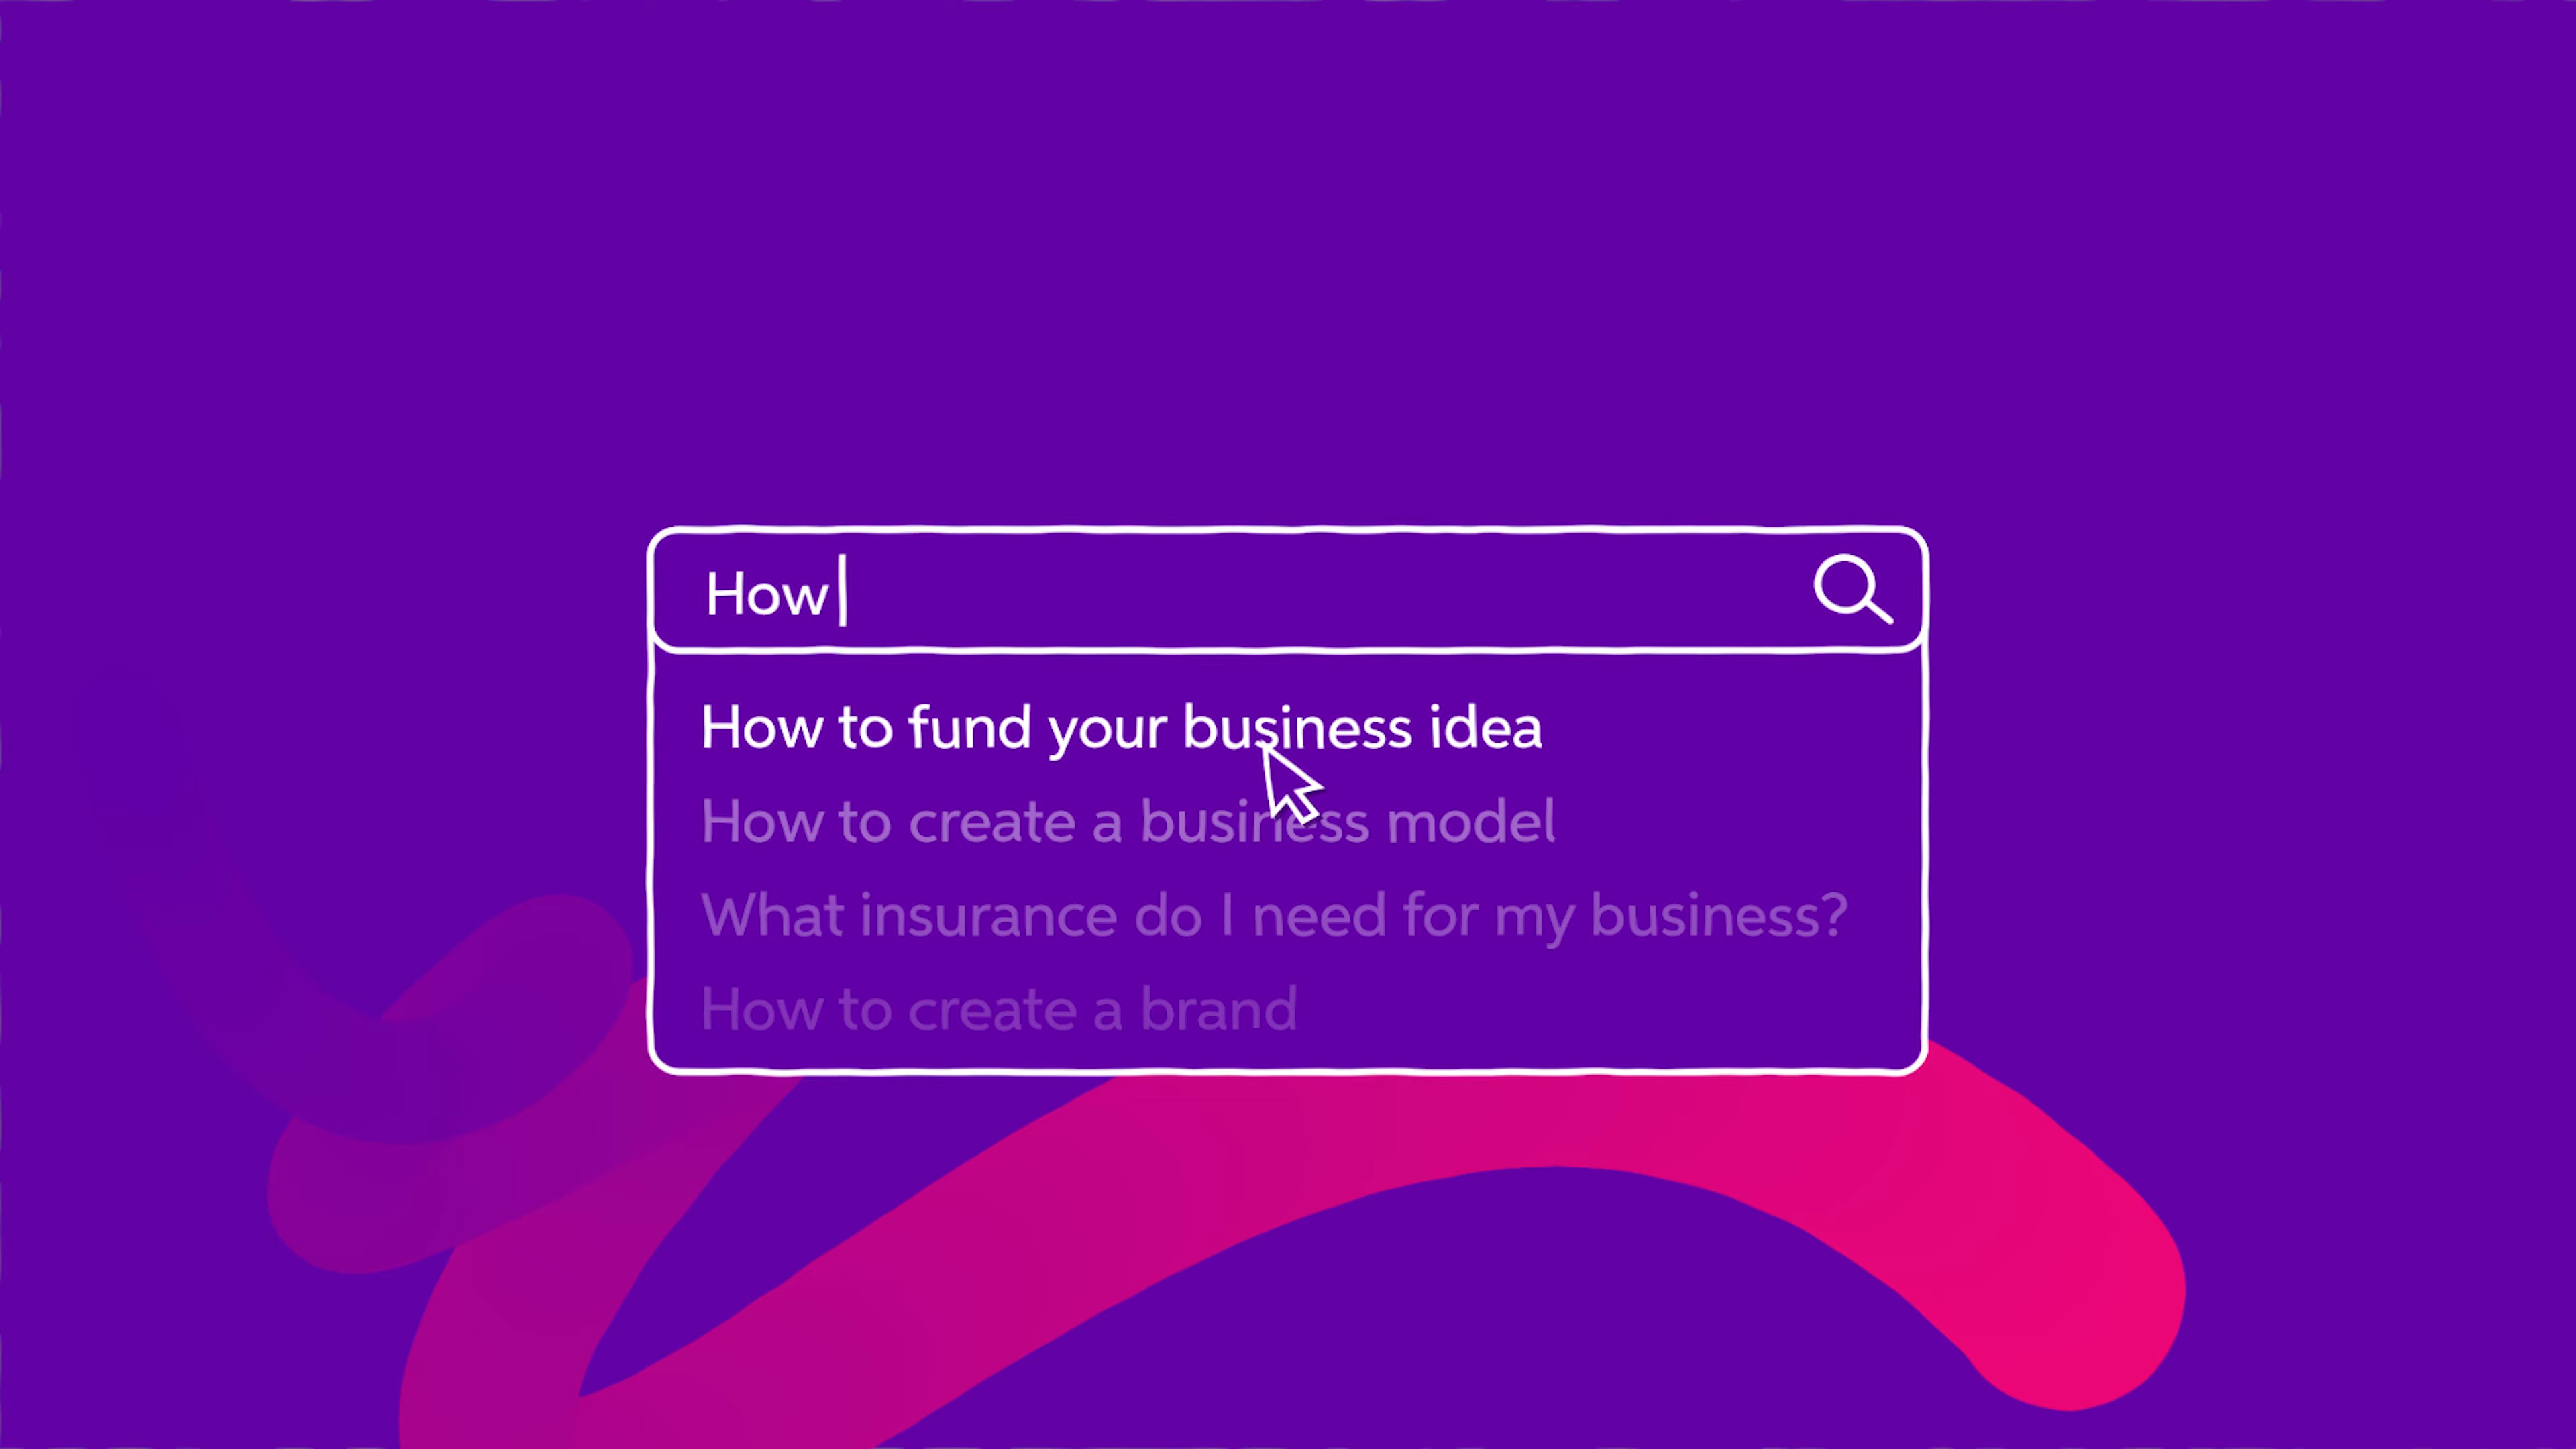 How
How to fund your business idea
How to create a business model
What insurance do I need for my business?
How to create a brand